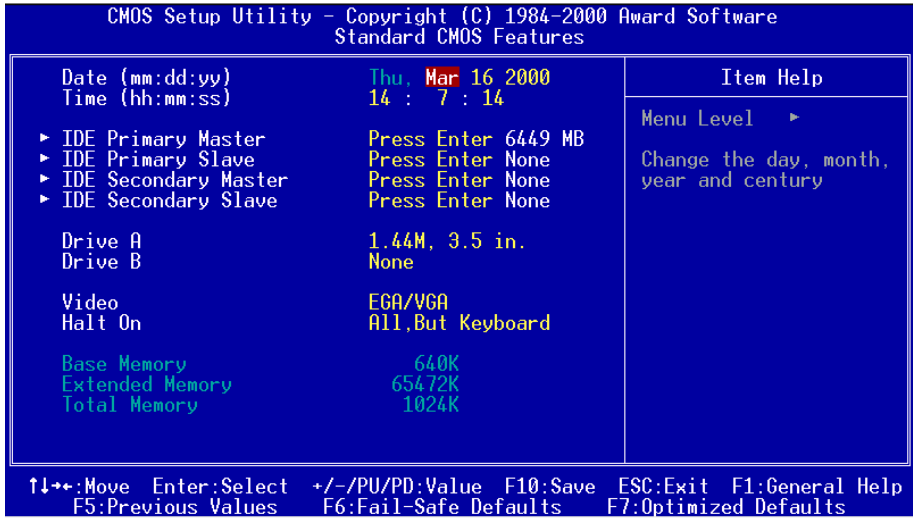 CMOS Setup Utility - Copyright (C) 1984-2000 Award Software
Standard CMOS Features
Date (mm:dd:yy) Thu, Mar 16 2000
Time (hh:mm:ss) 14 : 7 : 14
► IDE Primary Master Press Enter 6449 MB
► IDE Primary Slave Press Enter None
► IDE Secondary Master Press Enter None
► IDE Secondary Slave Press Enter None
Drive A 1.44M, 3.5 in.
Drive B None
Video EGA/VGA
Halt On All,But Keyboard
Base Memory 640K
Extended Memory 65472K
Total Memory 1024K
Item Help
Menu Level ►
Change the day, month,
year and century
↑↓→←:Move Enter:Select +/-/PU/PD:Value F10:Save ESC:Exit F1:General Help
F5:Previous Values F6:Fail-Safe Defaults F7:Optimized Defaults